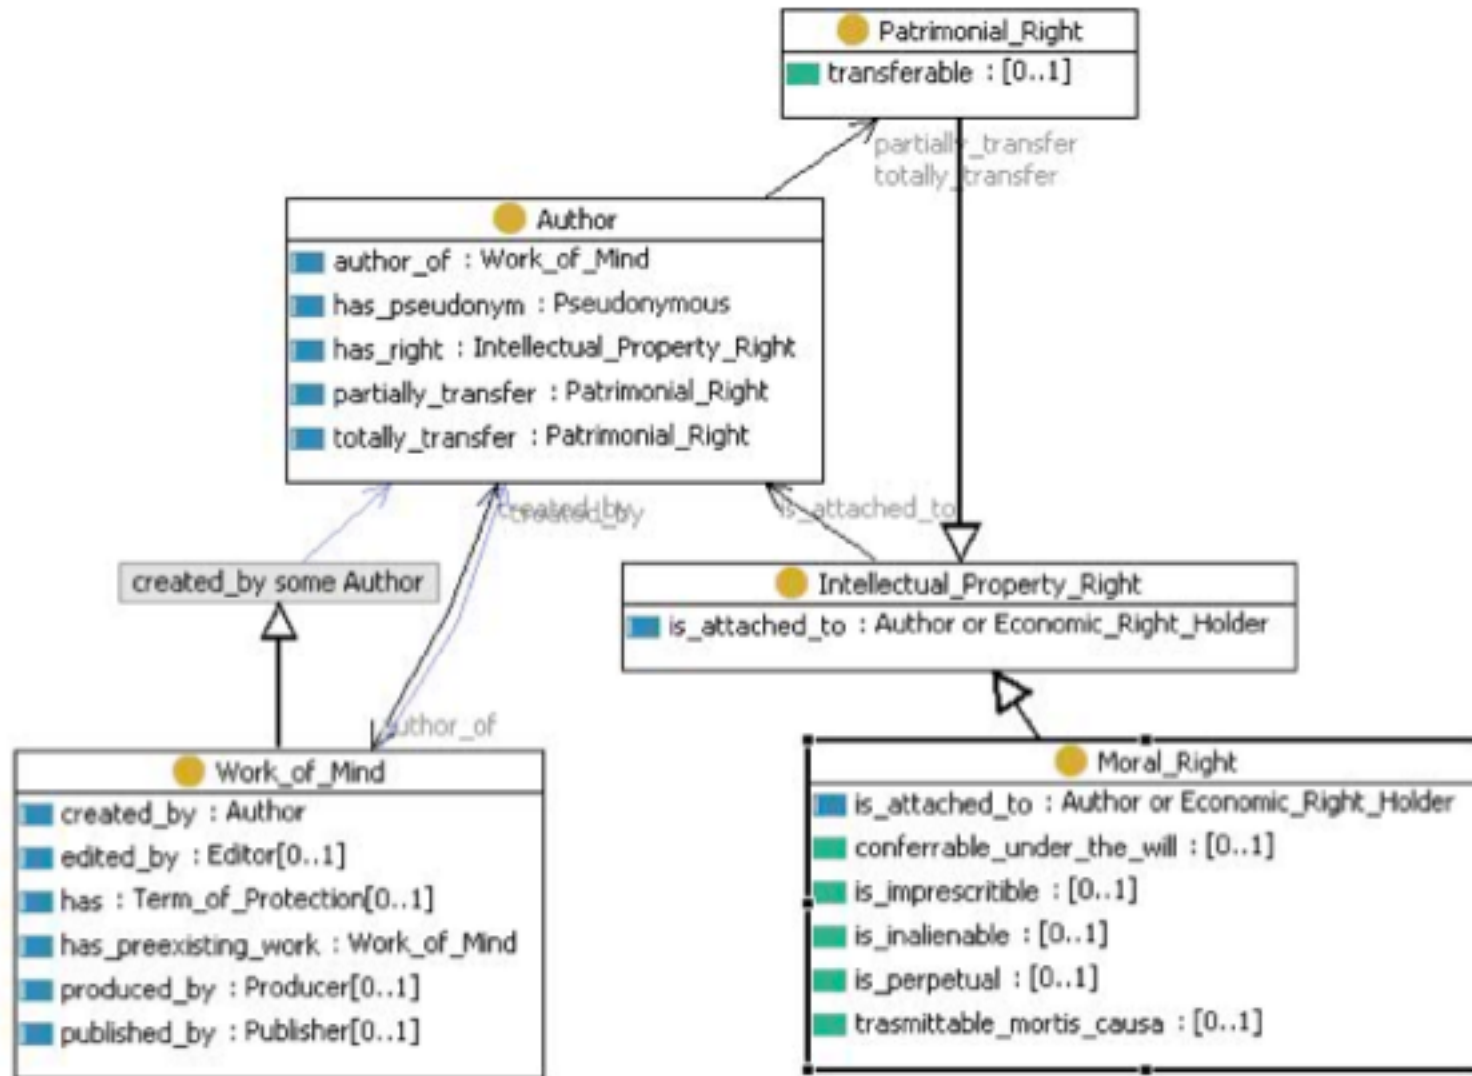 Patrimonial_Right
transferable : [0..1]
partially_transfer
totally_transfer
Author
author_of : Work_of_Mind
has_pseudonym : Pseudonymous
has_right : Intellectual_Property_Right
partially_transfer : Patrimonial_Right
totally_transfer : Patrimonial_Right
created_by
created_by
is_attached_to
created_by some Author
Intellectual_Property_Right
is_attached_to : Author or Economic_Right_Holder
author_of
Work_of_Mind
created_by : Author
edited_by : Editor[0..1]
has : Term_of_Protection[0..1]
has_preexisting_work : Work_of_Mind
produced_by : Producer[0..1]
published_by : Publisher[0..1]
Moral_Right
is_attached_to : Author or Economic_Right_Holder
conferrable_under_the_will : [0..1]
is_imprescritible : [0..1]
is_inalienable : [0..1]
is_perpetual : [0..1]
trasmittable_mortis_causa : [0..1]